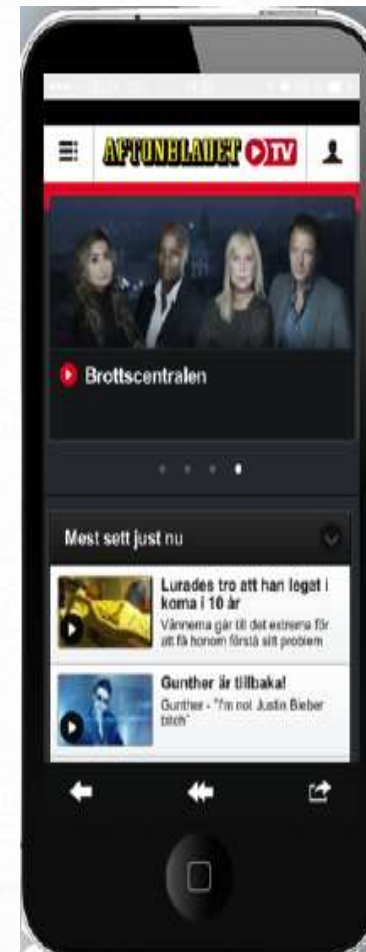 AFTONBLADET TV
Brottscentralen
Mest sett just nu
Lurades tro att han legat i
koma i 10 år
Vännerna går till det extrema för
att få honom förstå sitt problem
Gunther är tillbaka!
Gunther - "I'm not Justin Bieber
bitch"